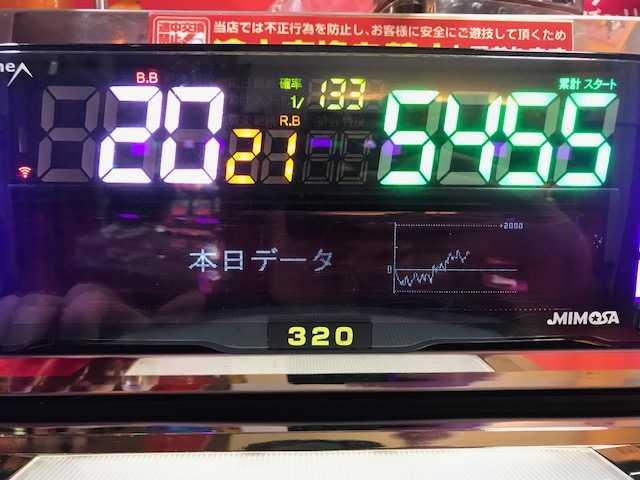 当店では不正行為を防止し、お客様に安全にご遊技して頂くため
B.B
20
確率
1/133
R.B
21
累計 スタート
5455
本日データ
2000
0
MIMOSA
320